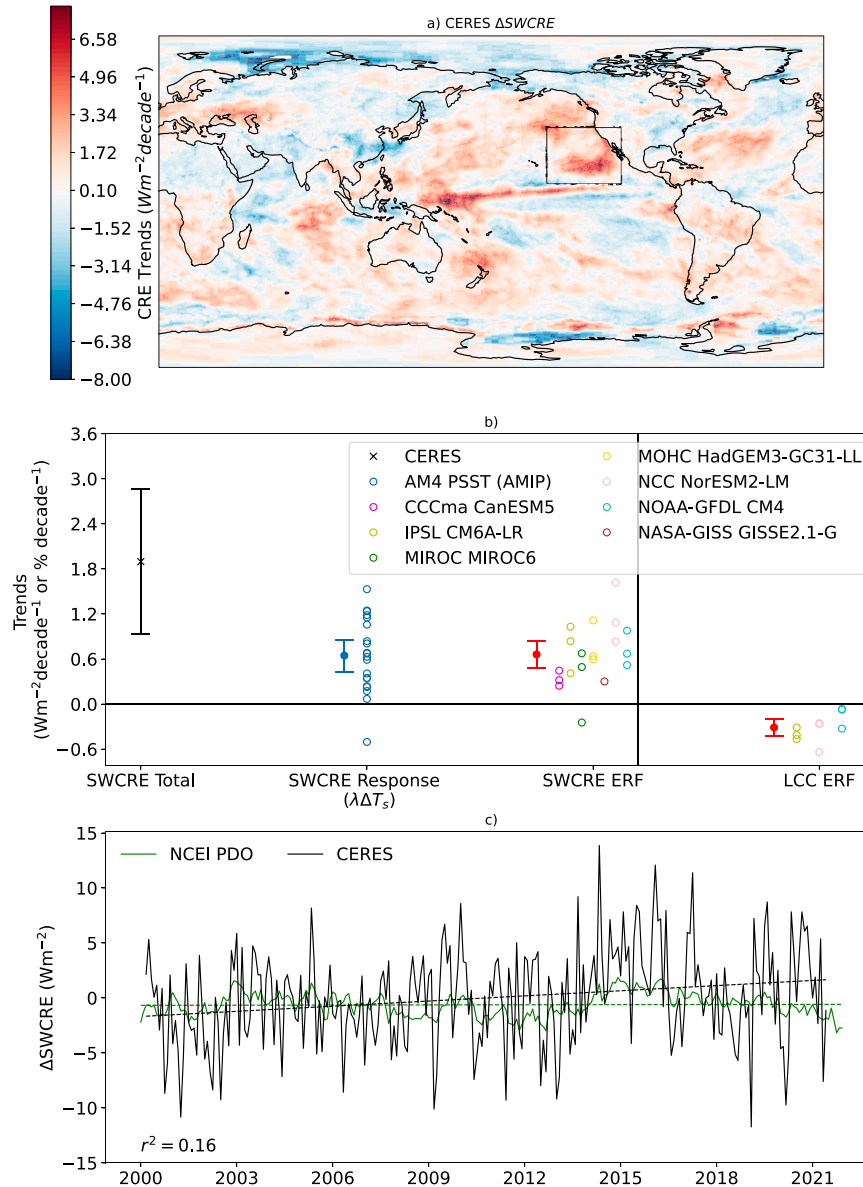 a) CERES ΔSWCRE
CRE Trends (Wm⁻²decade⁻¹)
6.58
4.96
3.34
1.72
0.10
−1.52
−3.14
−4.76
−6.38
−8.00
b)
Trends
(Wm⁻²decade⁻¹ or % decade⁻¹)
3.6
3.0
2.4
1.8
1.2
0.6
0.0
−0.6
CERES
AM4 PSST (AMIP)
CCCma CanESM5
IPSL CM6A-LR
MIROC MIROC6
MOHC HadGEM3-GC31-LL
NCC NorESM2-LM
NOAA-GFDL CM4
NASA-GISS GISSE2.1-G
SWCRE Total
SWCRE Response
(λΔTₛ)
SWCRE ERF
LCC ERF
c)
ΔSWCRE (Wm⁻²)
15
10
5
0
−5
−10
−15
NCEI PDO
CERES
r² = 0.16
2000
2003
2006
2009
2012
2015
2018
2021